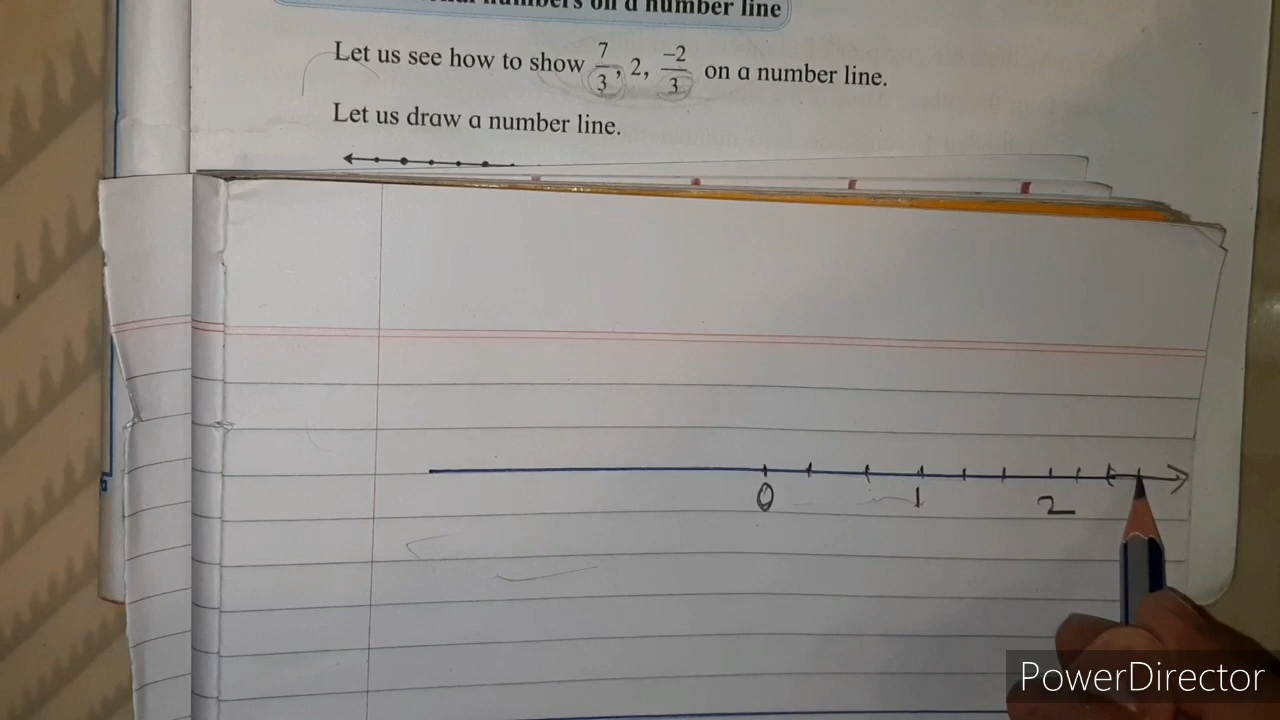 numbers on a number line
Let us see how to show 7/3, 2, -2/3 on a number line.
Let us draw a number line.
0 1 2
PowerDirector